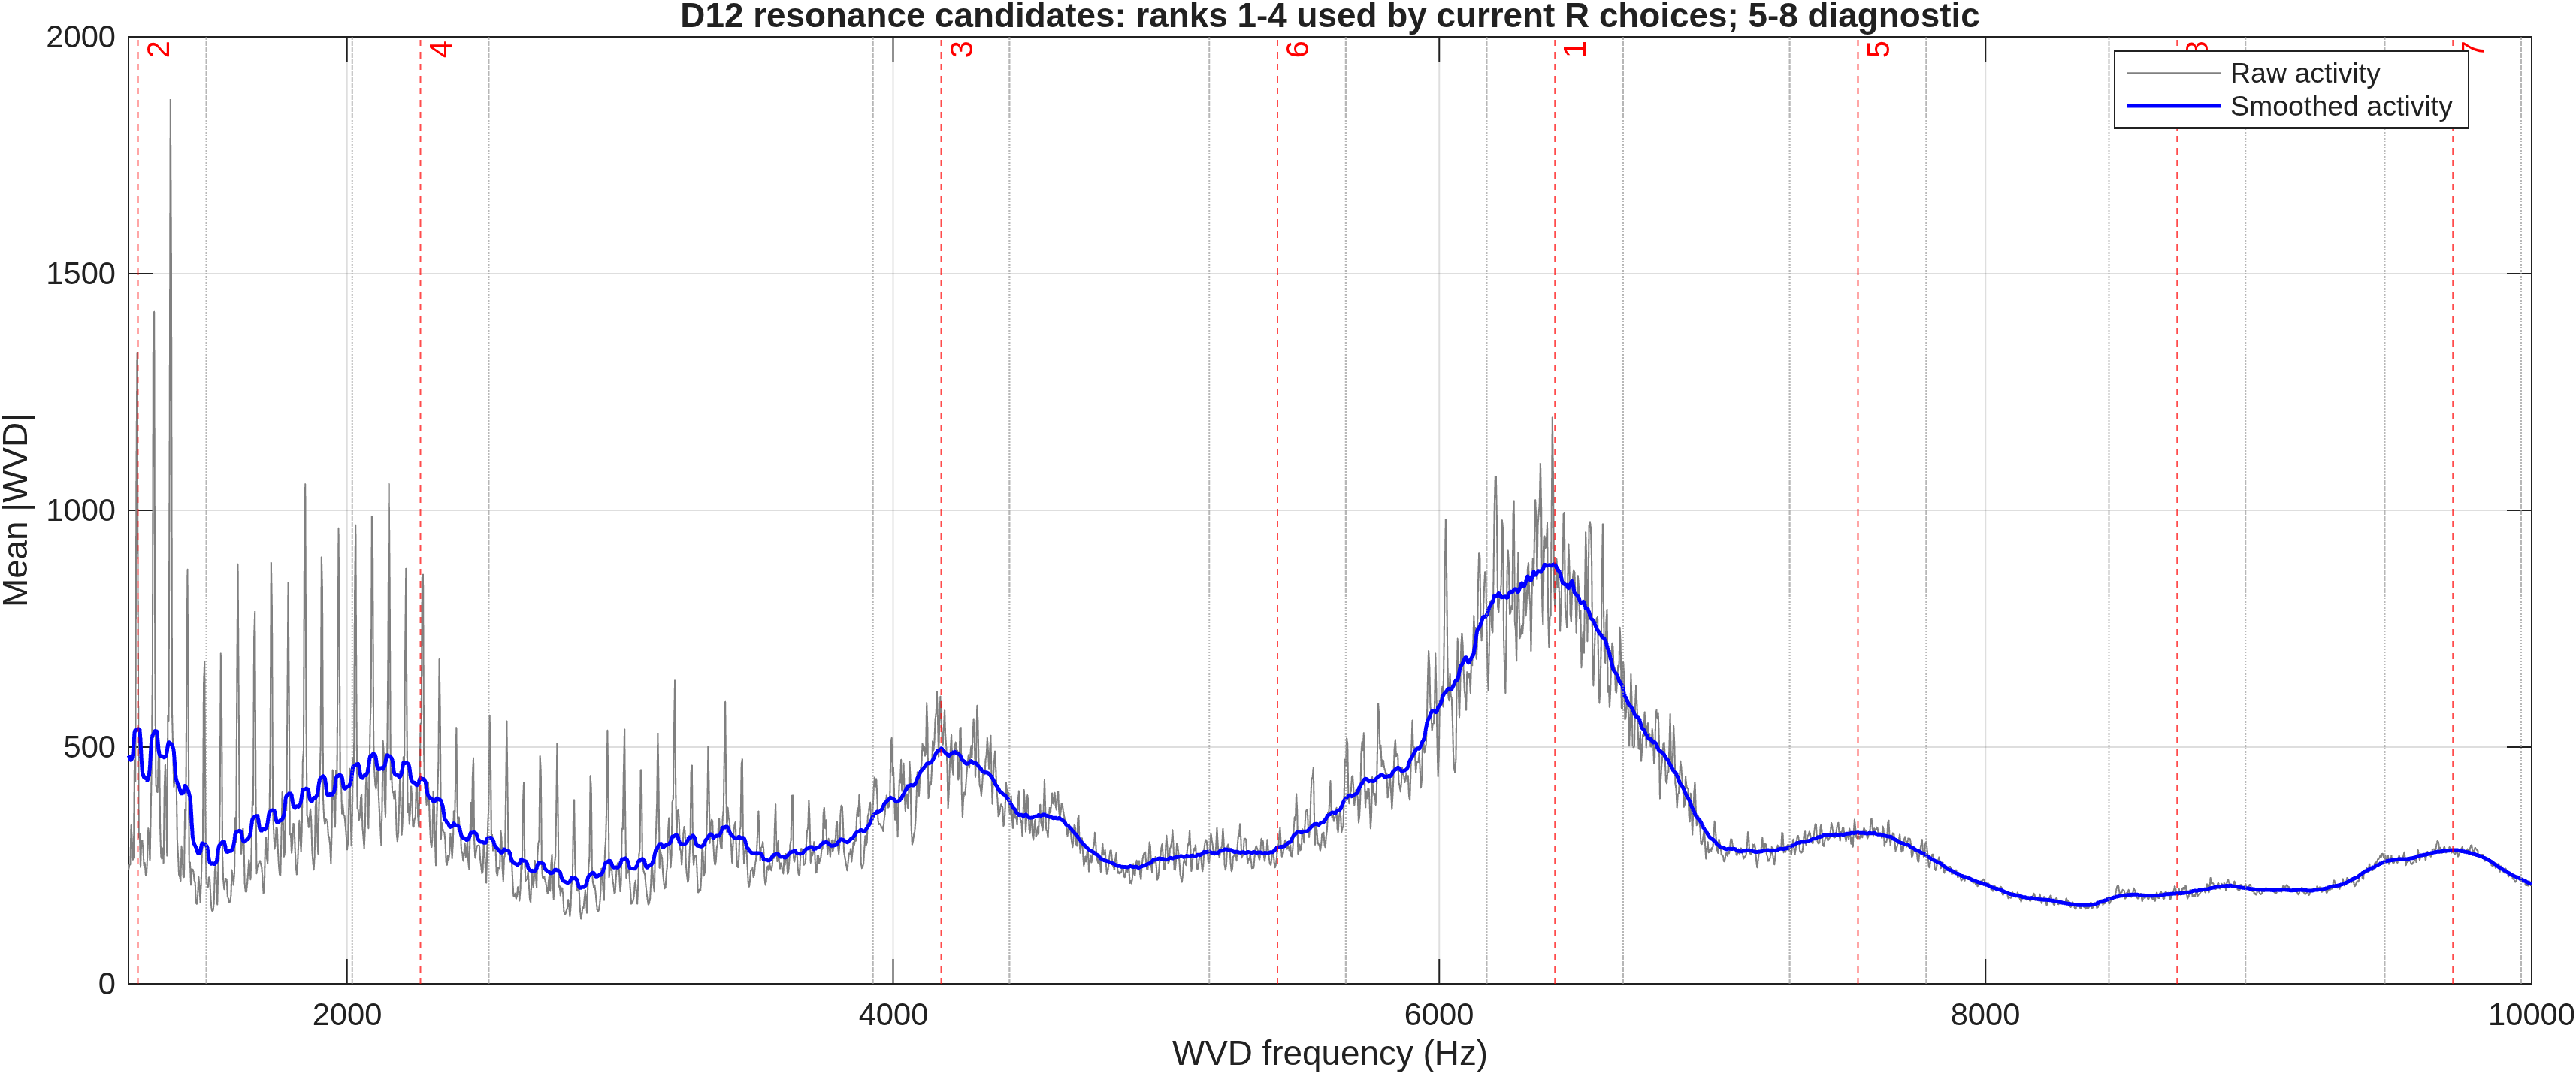 D12 resonance candidates: ranks 1-4 used by current R choices; 5-8 diagnostic
2 4 3 6 1 5 8 7
Raw activity
Smoothed activity
2000
1500
1000
500
0
Mean |WVD|
2000 4000 6000 8000 10000
WVD frequency (Hz)